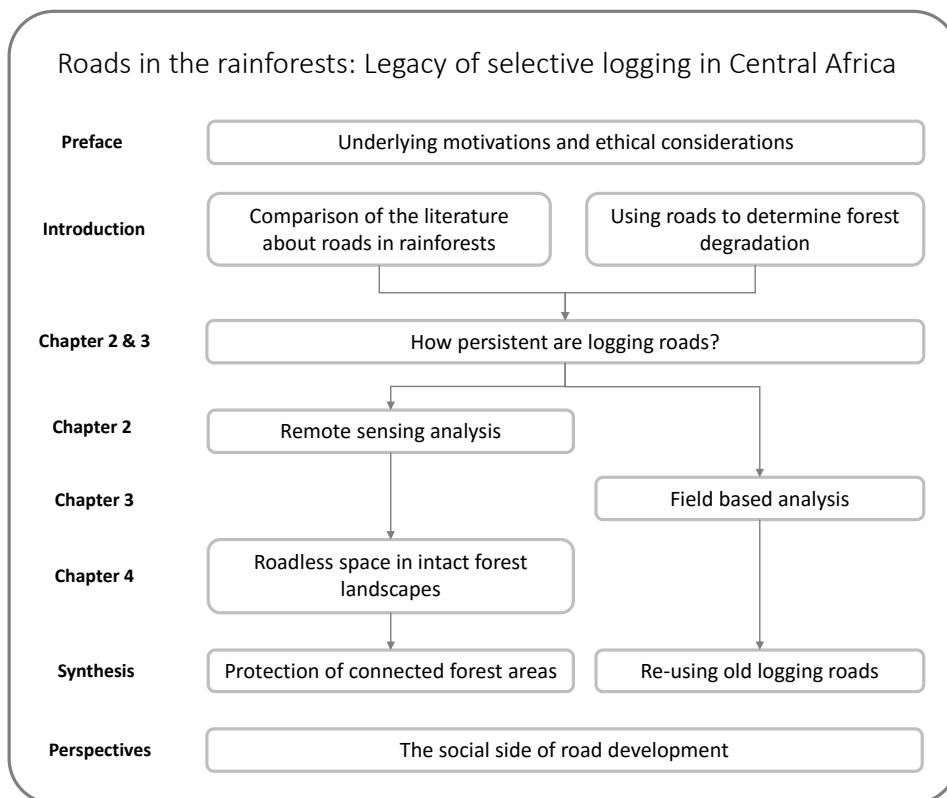 Roads in the rainforests: Legacy of selective logging in Central Africa
Preface
Underlying motivations and ethical considerations
Introduction
Comparison of the literature
about roads in rainforests
Using roads to determine forest
degradation
Chapter 2 & 3
How persistent are logging roads?
Chapter 2
Remote sensing analysis
Chapter 3
Field based analysis
Chapter 4
Roadless space in intact forest
landscapes
Synthesis
Protection of connected forest areas
Re-using old logging roads
Perspectives
The social side of road development